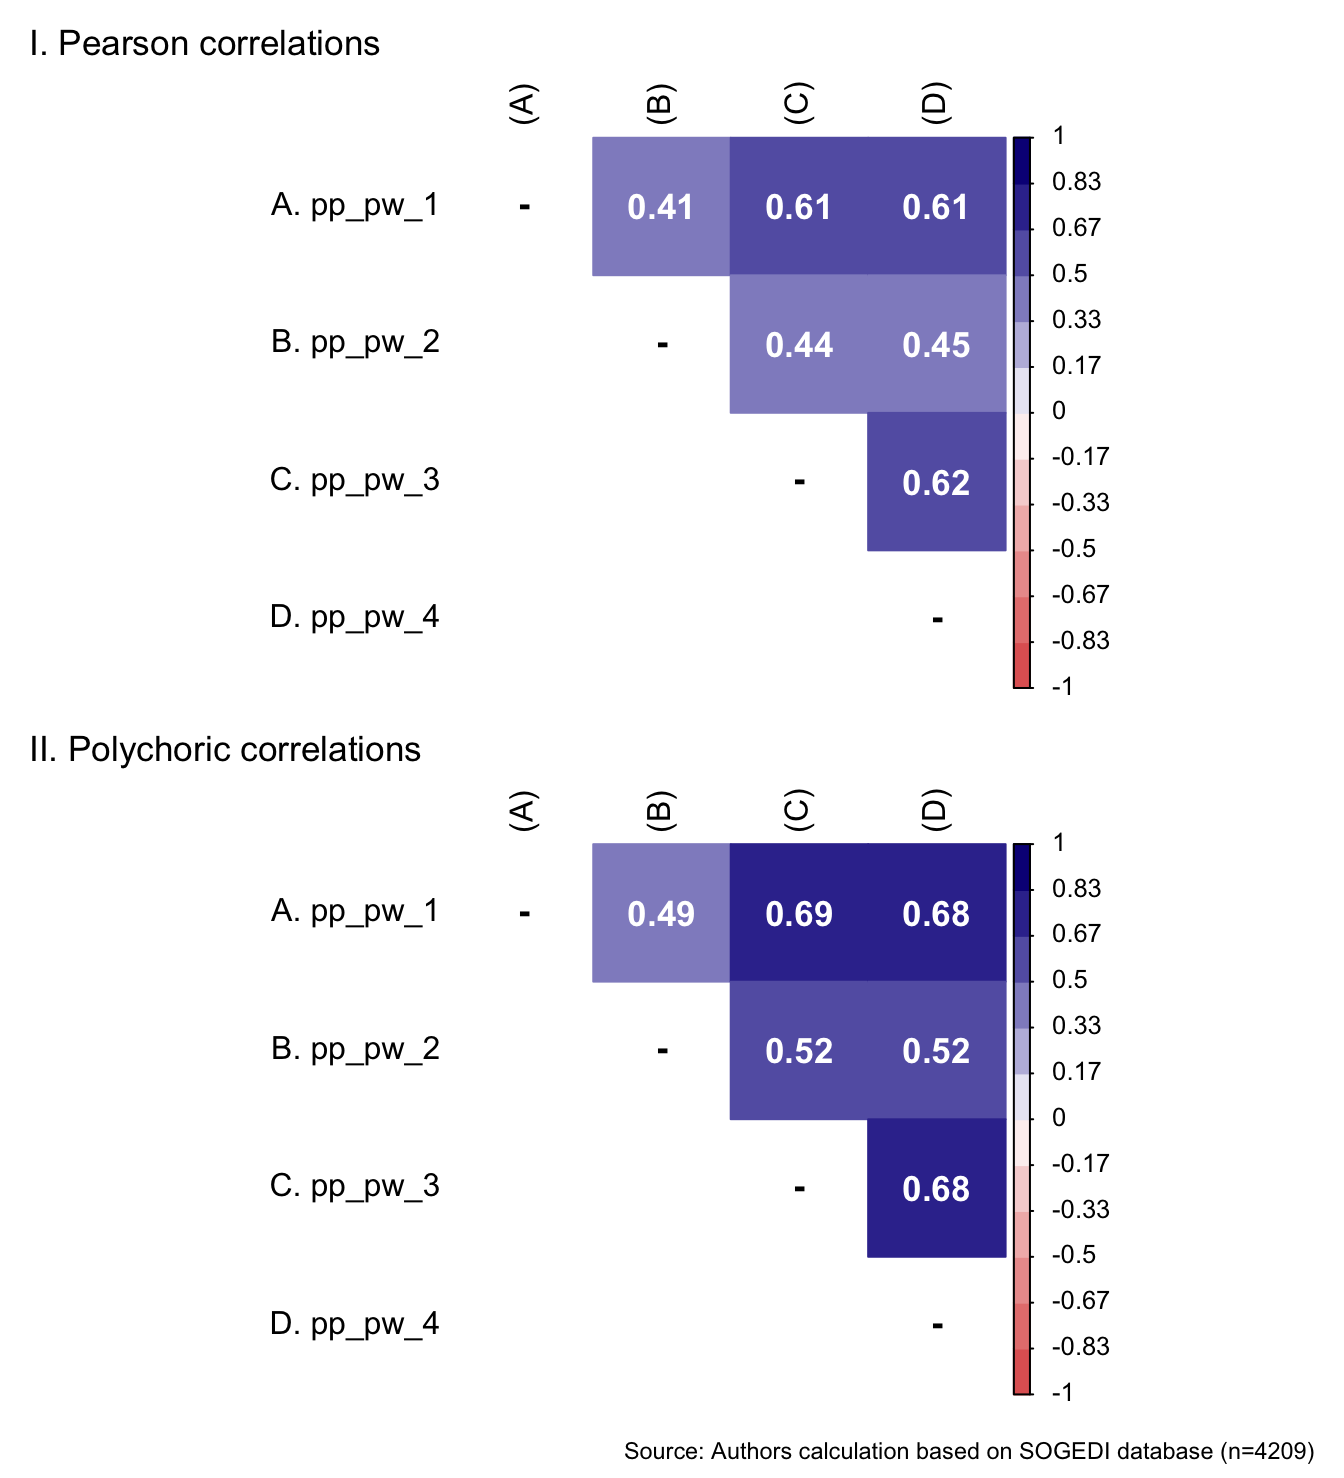 I. Pearson correlations
(A) (B) (C) (D)
A. pp_pw_1 - 0.41 0.61 0.61
B. pp_pw_2 - 0.44 0.45
C. pp_pw_3 - 0.62
D. pp_pw_4 -
1
0.83
0.67
0.5
0.33
0.17
0
-0.17
-0.33
-0.5
-0.67
-0.83
-1
II. Polychoric correlations
(A) (B) (C) (D)
A. pp_pw_1 - 0.49 0.69 0.68
B. pp_pw_2 - 0.52 0.52
C. pp_pw_3 - 0.68
D. pp_pw_4 -
1
0.83
0.67
0.5
0.33
0.17
0
-0.17
-0.33
-0.5
-0.67
-0.83
-1
Source: Authors calculation based on SOGEDI database (n=4209)